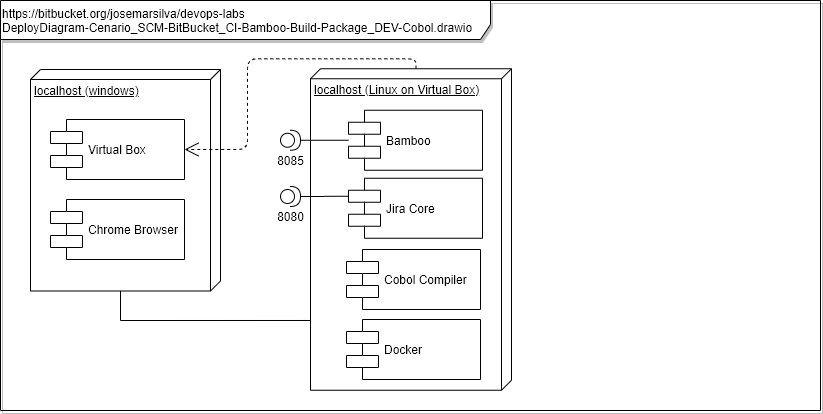 https://bitbucket.org/josemarsilva/devops-labs
DeployDiagram-Cenario_SCM-BitBucket_CI-Bamboo-Build-Package_DEV-Cobol.drawio
localhost (windows)
Virtual Box
Chrome Browser
localhost (Linux on Virtual Box)
Bamboo
8085
Jira Core
8080
Cobol Compiler
Docker